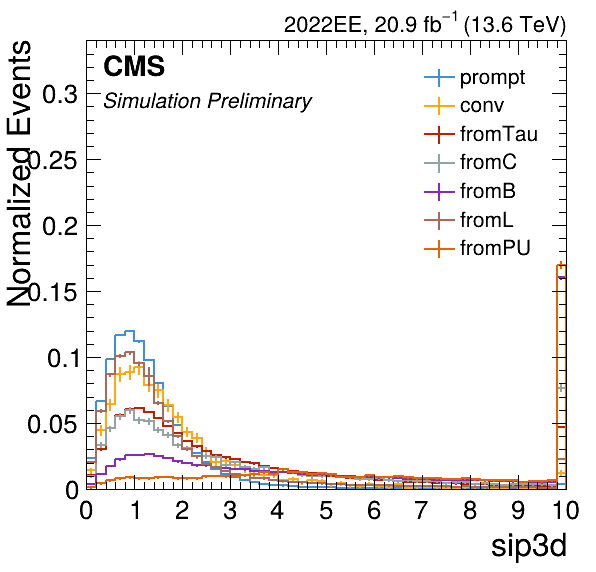 2022EE, 20.9 fb⁻¹ (13.6 TeV)
CMS
Simulation Preliminary
prompt
conv
fromTau
fromC
fromB
fromL
fromPU
Normalized Events
0.3
0.25
0.2
0.15
0.1
0.05
0
0 1 2 3 4 5 6 7 8 9 10
sip3d